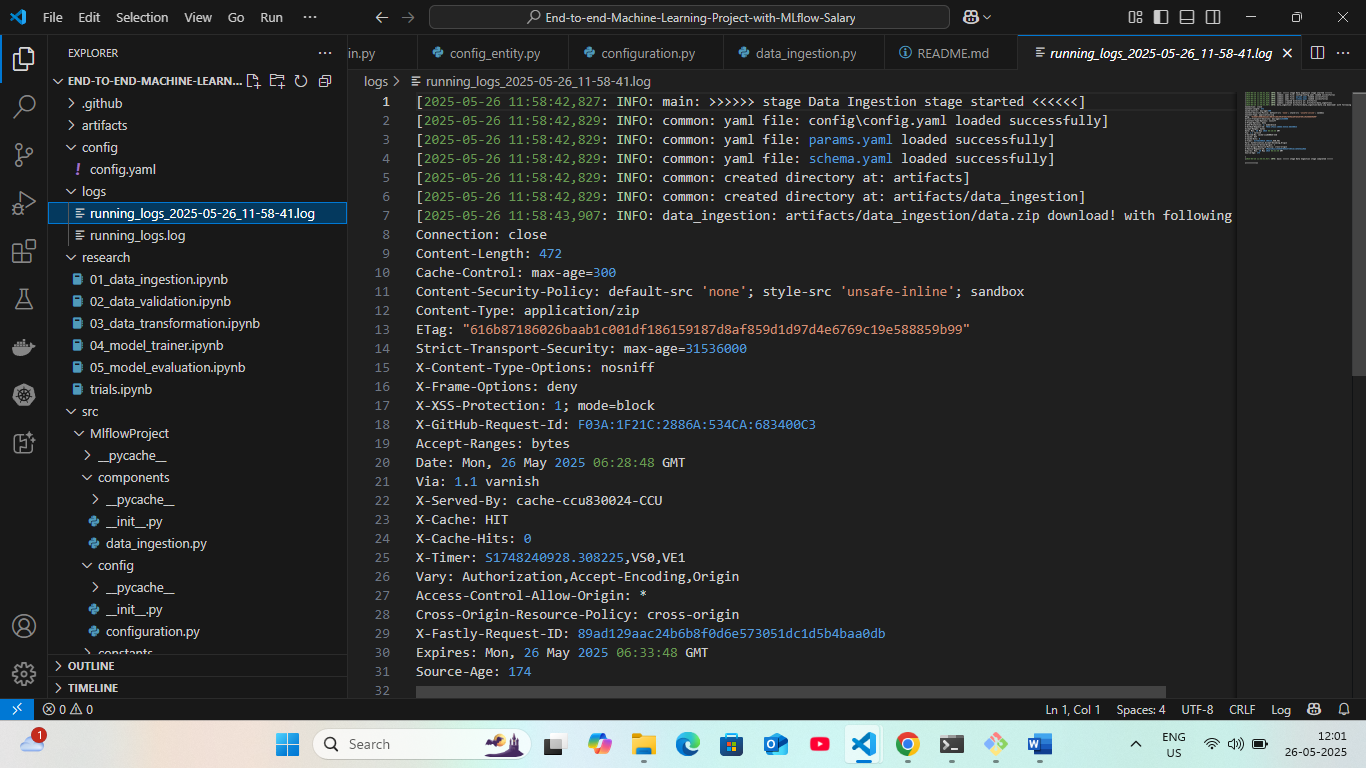 File Edit Selection View Go Run ···
End-to-end-Machine-Learning-Project-with-MLflow-Salary
EXPLORER
END-TO-END-MACHINE-LEARN...
.github
artifacts
config
config.yaml
logs
running_logs_2025-05-26_11-58-41.log
running_logs.log
research
01_data_ingestion.ipynb
02_data_validation.ipynb
03_data_transformation.ipynb
04_model_trainer.ipynb
05_model_evaluation.ipynb
trials.ipynb
src
MlflowProject
__pycache__
components
__pycache__
__init__.py
data_ingestion.py
config
__pycache__
__init__.py
configuration.py
constants
OUTLINE
TIMELINE
in.py config_entity.py configuration.py data_ingestion.py README.md running_logs_2025-05-26_11-58-41.log
logs > running_logs_2025-05-26_11-58-41.log
1 [2025-05-26 11:58:42,827: INFO: main: >>>>>> stage Data Ingestion stage started <<<<<<]
2 [2025-05-26 11:58:42,829: INFO: common: yaml file: config\config.yaml loaded successfully]
3 [2025-05-26 11:58:42,829: INFO: common: yaml file: params.yaml loaded successfully]
4 [2025-05-26 11:58:42,829: INFO: common: yaml file: schema.yaml loaded successfully]
5 [2025-05-26 11:58:42,829: INFO: common: created directory at: artifacts]
6 [2025-05-26 11:58:42,829: INFO: common: created directory at: artifacts/data_ingestion]
7 [2025-05-26 11:58:43,907: INFO: data_ingestion: artifacts/data_ingestion/data.zip download! with following
8 Connection: close
9 Content-Length: 472
10 Cache-Control: max-age=300
11 Content-Security-Policy: default-src 'none'; style-src 'unsafe-inline'; sandbox
12 Content-Type: application/zip
13 ETag: "616b87186026baab1c001df186159187d8af859d1d97d4e6769c19e588859b99"
14 Strict-Transport-Security: max-age=31536000
15 X-Content-Type-Options: nosniff
16 X-Frame-Options: deny
17 X-XSS-Protection: 1; mode=block
18 X-GitHub-Request-Id: F03A:1F21C:2886A:534CA:683400C3
19 Accept-Ranges: bytes
20 Date: Mon, 26 May 2025 06:28:48 GMT
21 Via: 1.1 varnish
22 X-Served-By: cache-ccu830024-CCU
23 X-Cache: HIT
24 X-Cache-Hits: 0
25 X-Timer: S1748240928.308225,VS0,VE1
26 Vary: Authorization,Accept-Encoding,Origin
27 Access-Control-Allow-Origin: *
28 Cross-Origin-Resource-Policy: cross-origin
29 X-Fastly-Request-ID: 89ad129aac24b6b8f0d6e573051dc1d5b4baa0db
30 Expires: Mon, 26 May 2025 06:33:48 GMT
31 Source-Age: 174
32
0 0 Ln 1, Col 1 Spaces: 4 UTF-8 CRLF Log
1 Search ENG 12:01
US 26-05-2025